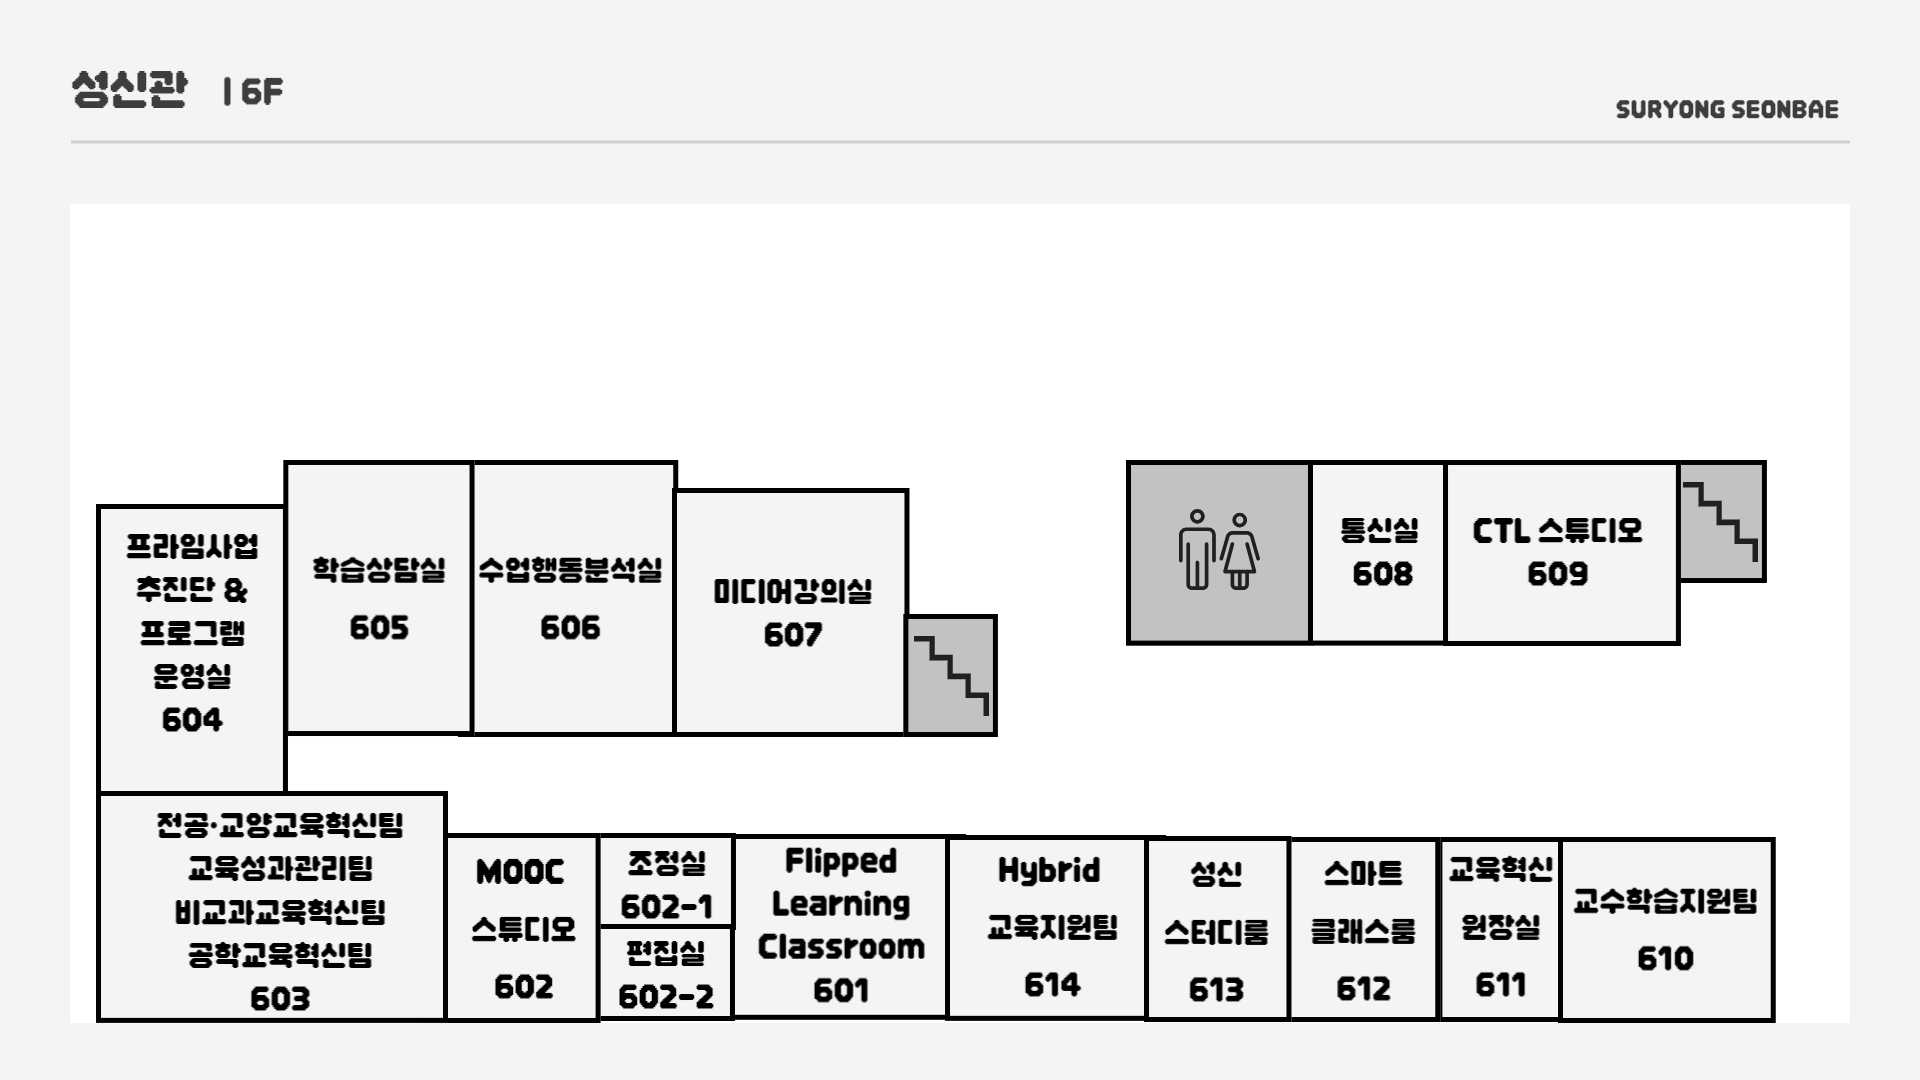 성신관 | 6F
SURYONG SEONBAE
프라임사업
추진단 &
프로그램
운영실
604
학습상담실
605
수업행동분석실
606
미디어강의실
607
통신실
608
CTL 스튜디오
609
전공·교양교육혁신팀
교육성과관리팀
비교과교육혁신팀
공학교육혁신팀
603
MOOC
스튜디오
602
조정실
602-1
편집실
602-2
Flipped
Learning
Classroom
601
Hybrid
교육지원팀
614
성신
스터디룸
613
스마트
클래스룸
612
교육혁신
원장실
611
교수학습지원팀
610